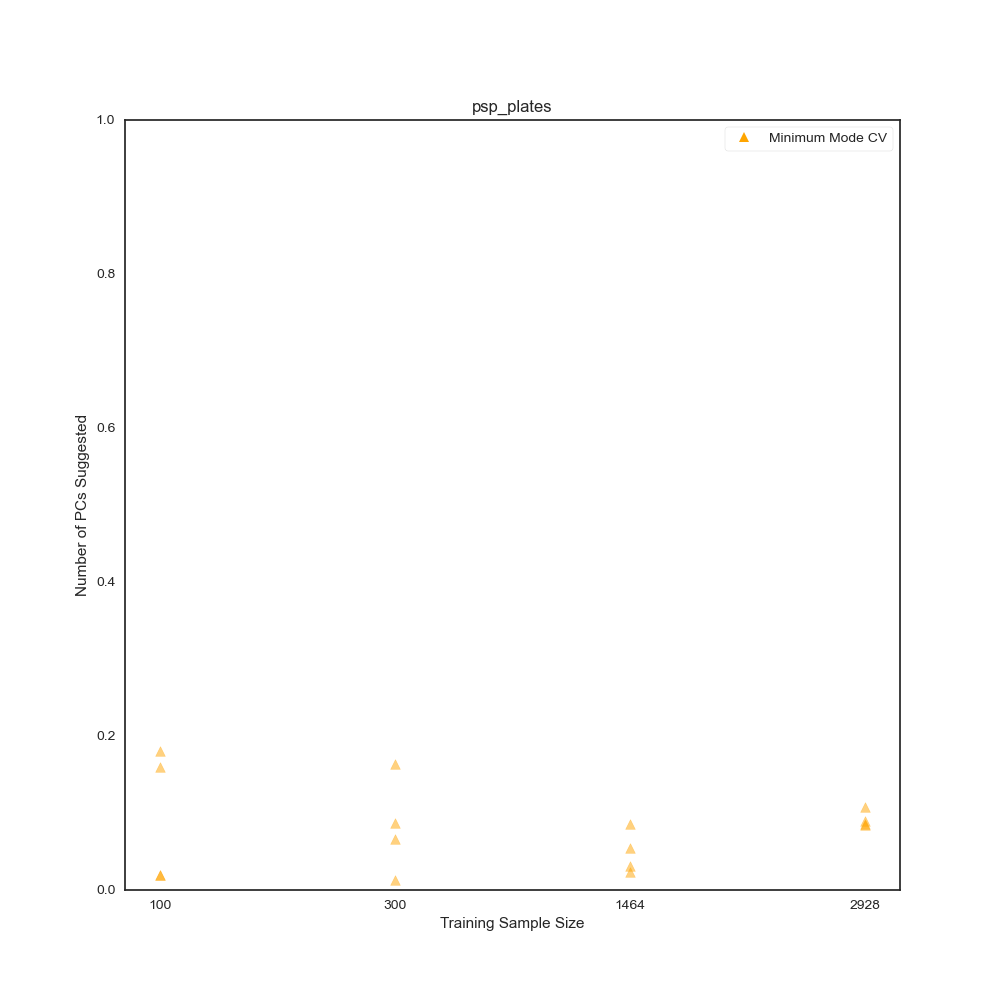 psp_plates
Minimum Mode CV
1.0
0.8
0.6
0.4
0.2
0.0
Number of PCs Suggested
100 300 1464 2928
Training Sample Size